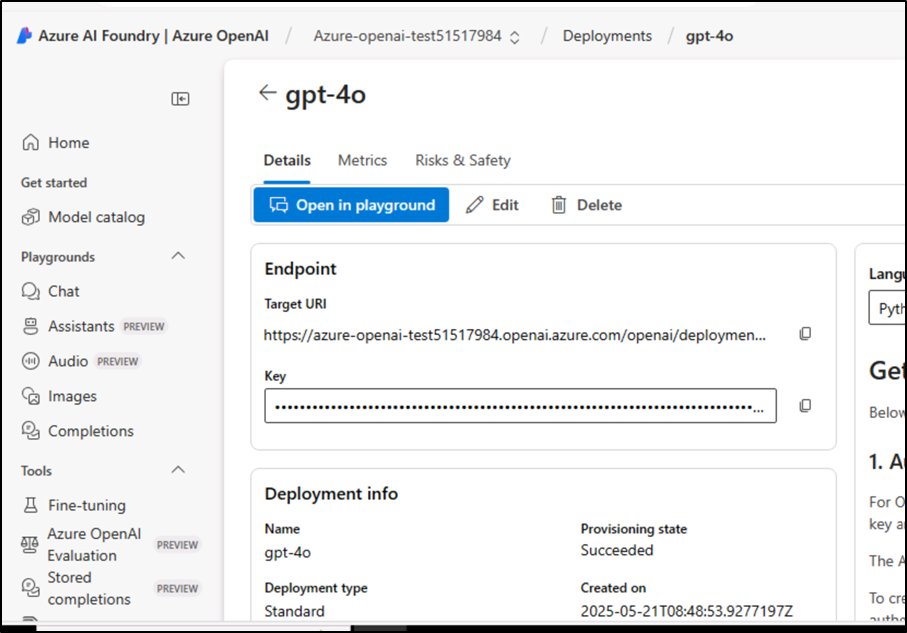 Azure AI Foundry | Azure OpenAI / Azure-openai-test51517984 / Deployments / gpt-4o
Home
Get started
Model catalog
Playgrounds
Chat
Assistants PREVIEW
Audio PREVIEW
Images
Completions
Tools
Fine-tuning
Azure OpenAI
Evaluation
PREVIEW
Stored
completions
PREVIEW
gpt-4o
Details Metrics Risks & Safety
Open in playground Edit Delete
Endpoint
Target URI
https://azure-openai-test51517984.openai.azure.com/openai/deploymen...
Key
••••••••••••••••••••••••••••••••••••••••••••••••••••••••••••••••••••••••••••...
Deployment info
Name
gpt-4o
Provisioning state
Succeeded
Deployment type
Standard
Created on
2025-05-21T08:48:53.9277197Z
Langu
Pyth
Get
Below
1. A
For O
key a
The A
To cre